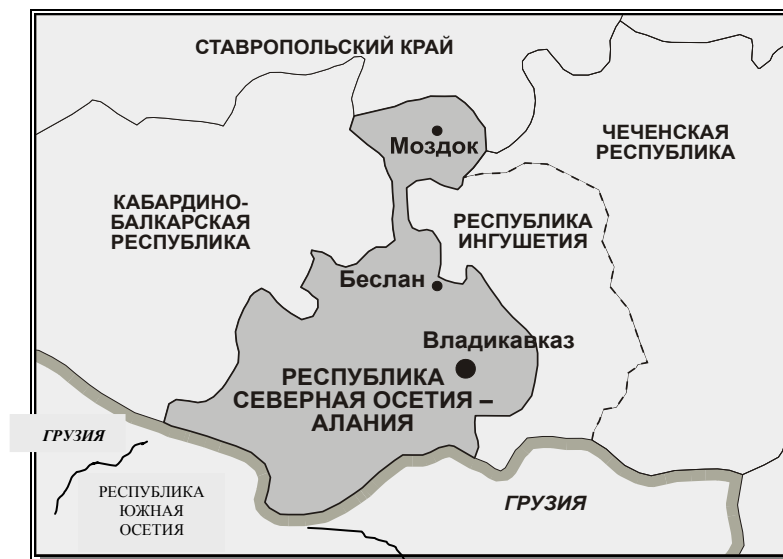 СТАВРОПОЛЬСКИЙ КРАЙ
Моздок
ЧЕЧЕНСКАЯ
РЕСПУБЛИКА
КАБАРДИНО-
БАЛКАРСКАЯ
РЕСПУБЛИКА
РЕСПУБЛИКА
ИНГУШЕТИЯ
Беслан
Владикавказ
РЕСПУБЛИКА
СЕВЕРНАЯ ОСЕТИЯ –
АЛАНИЯ
ГРУЗИЯ
РЕСПУБЛИКА
ЮЖНАЯ
ОСЕТИЯ
ГРУЗИЯ